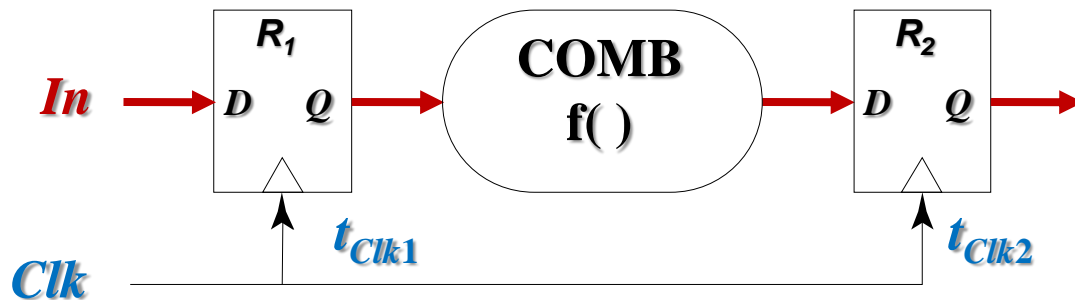 R1
COMB
R2
In
D
Q
f( )
D
Q
tClk1
tClk2
Clk